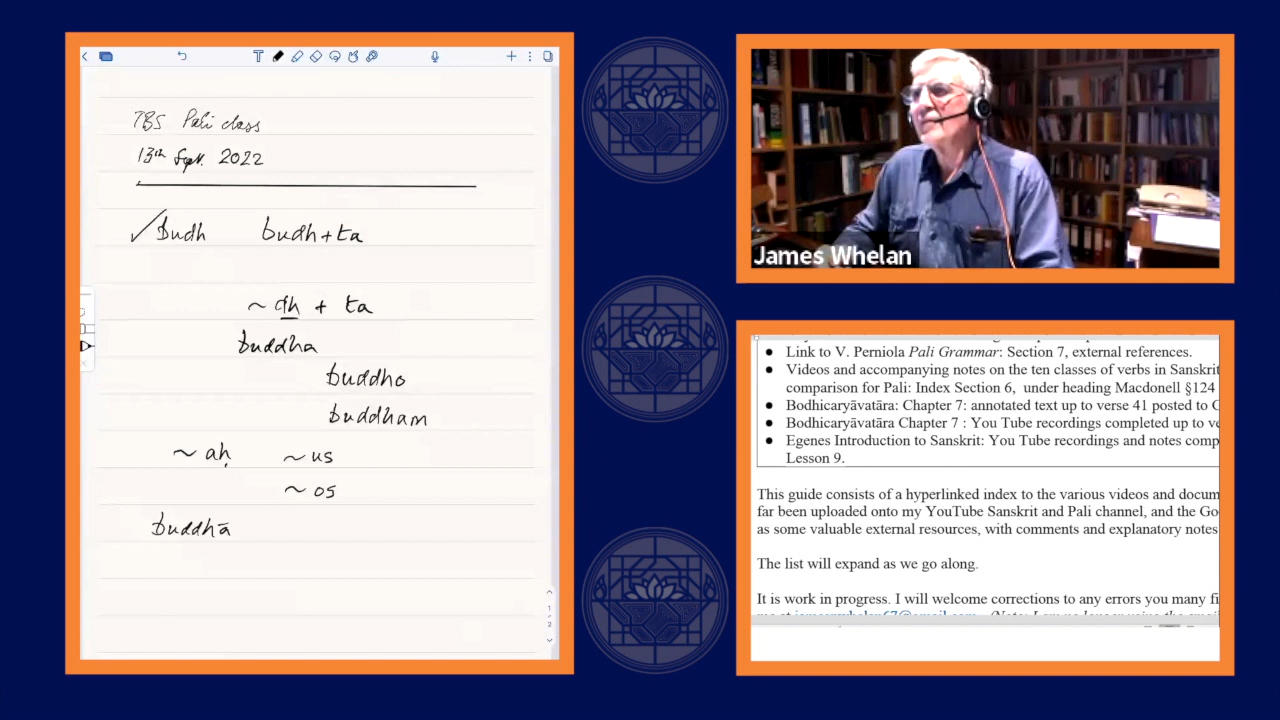 TBS Pali class
13th Sept. 2022
√budh budh+ta
~dh + ta
buddha
buddho
buddham
~aḥ ~us
~os
buddhā
James Whelan
● Link to V. Perniola Pali Grammar: Section 7, external references.
● Videos and accompanying notes on the ten classes of verbs in Sanskrit
comparison for Pali: Index Section 6, under heading Macdonell §124
● Bodhicaryāvatāra: Chapter 7: annotated text up to verse 41 posted to
● Bodhicaryāvatāra Chapter 7 : You Tube recordings completed up to
● Egenes Introduction to Sanskrit: You Tube recordings and notes
Lesson 9.
This guide consists of a hyperlinked index to the various videos and
far been uploaded onto my YouTube Sanskrit and Pali channel, and the
as some valuable external resources, with comments and explanatory notes
The list will expand as we go along.
It is work in progress. I will welcome corrections to any errors you many